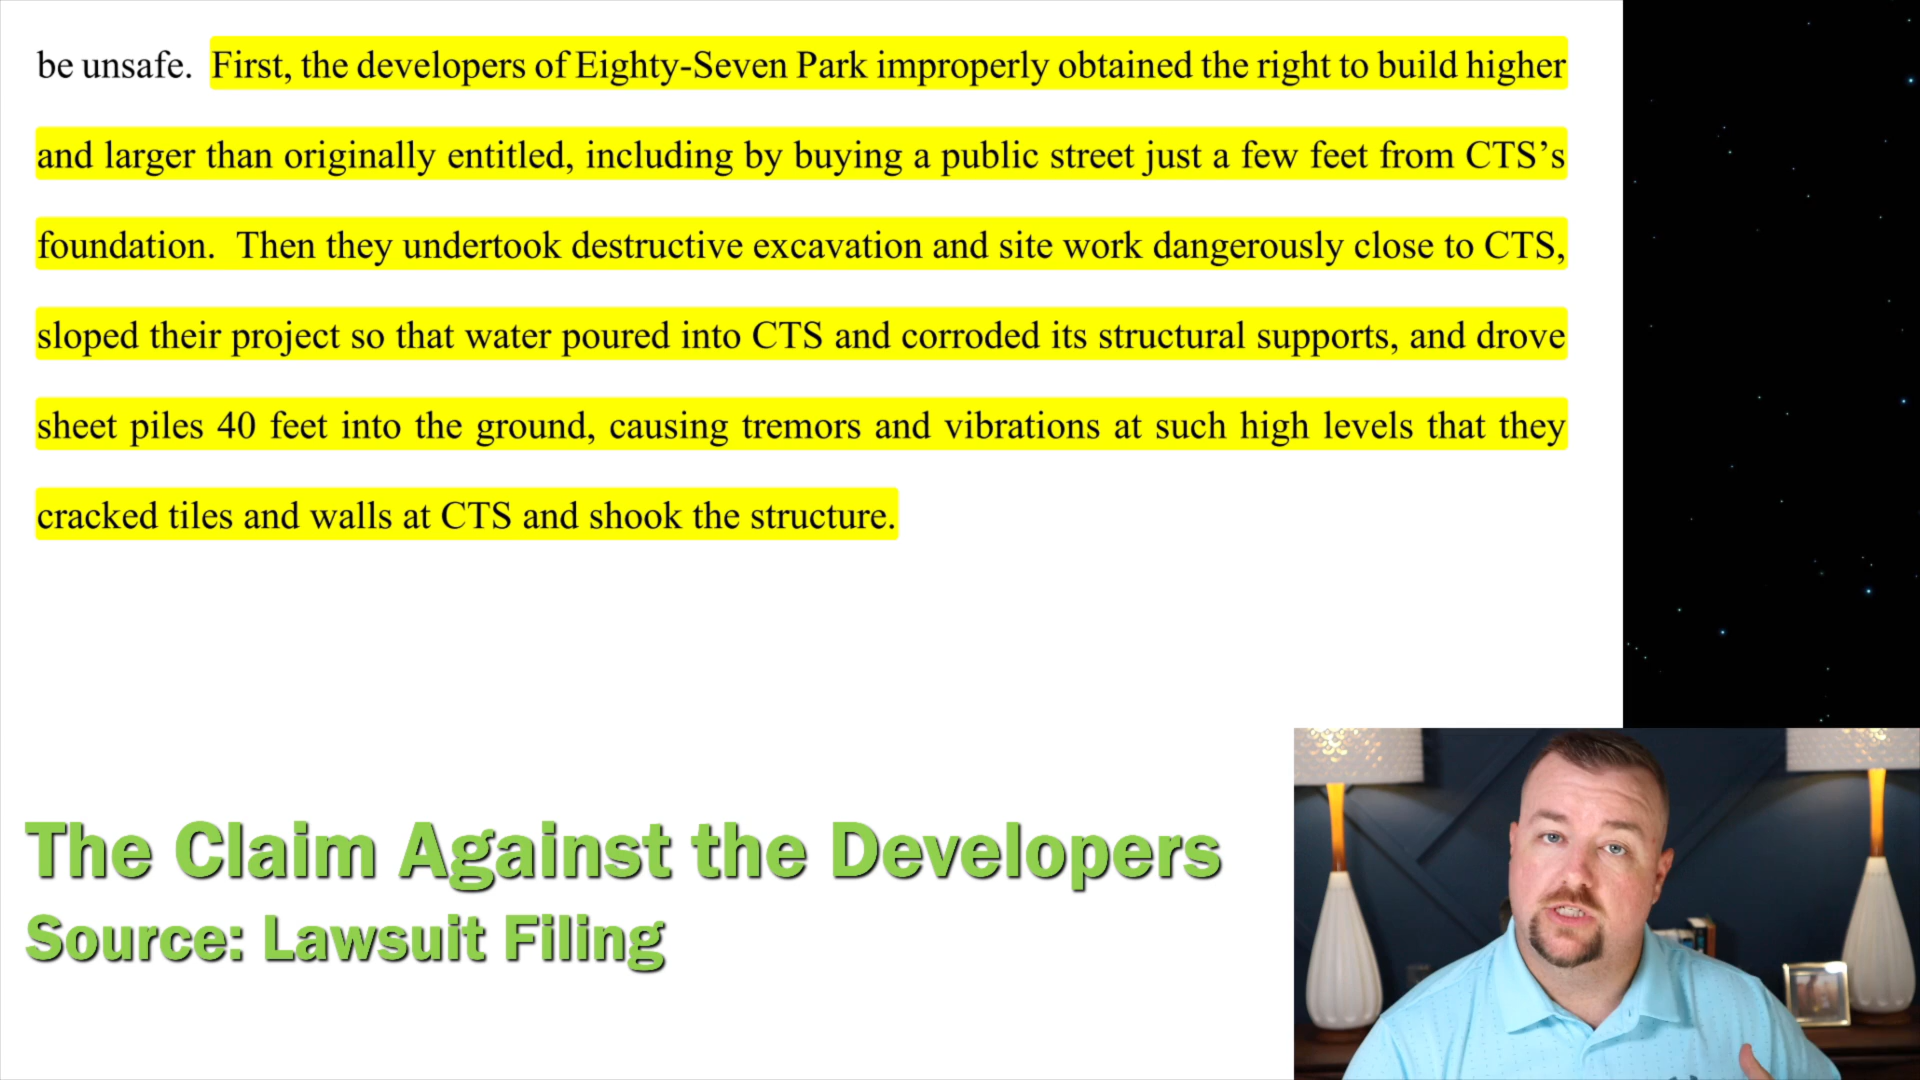 be unsafe. First, the developers of Eighty-Seven Park improperly obtained the right to build higher
and larger than originally entitled, including by buying a public street just a few feet from CTS’s
foundation. Then they undertook destructive excavation and site work dangerously close to CTS,
sloped their project so that water poured into CTS and corroded its structural supports, and drove
sheet piles 40 feet into the ground, causing tremors and vibrations at such high levels that they
cracked tiles and walls at CTS and shook the structure.
The Claim Against the Developers
Source: Lawsuit Filing